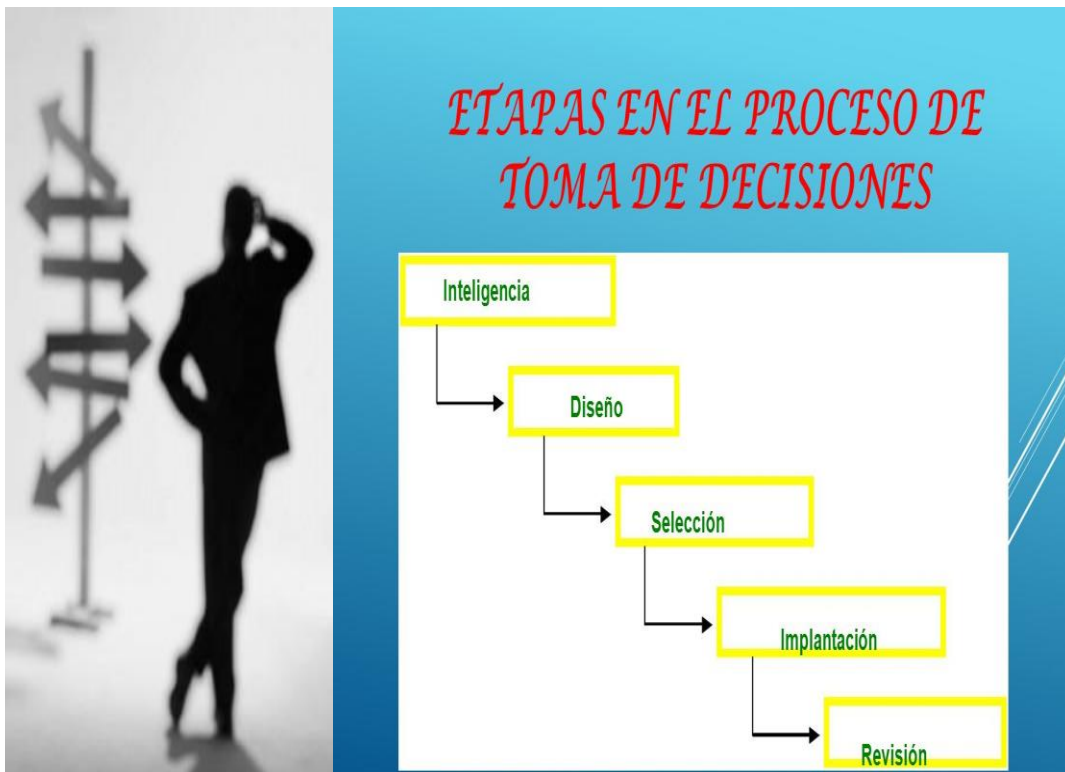 ETAPAS EN EL PROCESO DE
TOMA DE DECISIONES
Inteligencia
Diseño
Selección
Implantación
Revisión